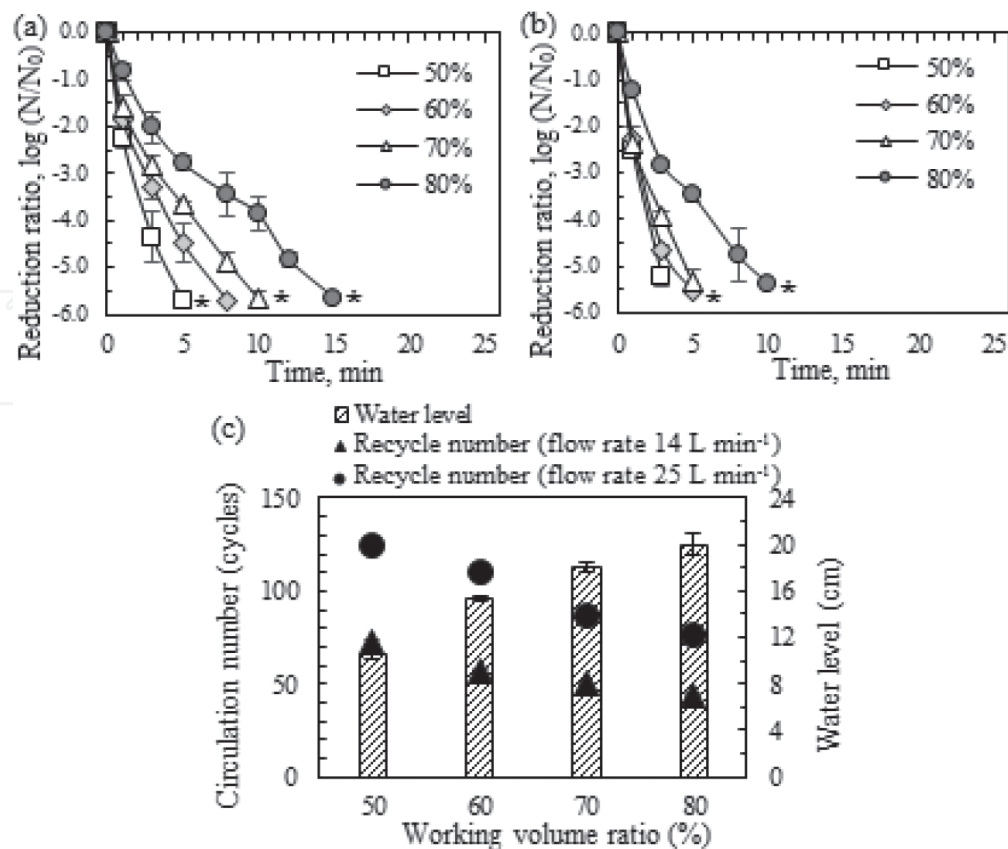 (a)
0.0
-1.0
-2.0
-3.0
-4.0
-5.0
-6.0
Reduction ratio, log (N/N₀)
50%
60%
70%
80%
*
*
*
0 5 10 15 20 25
Time, min
(b)
0.0
-1.0
-2.0
-3.0
-4.0
-5.0
-6.0
Reduction ratio, log (N/N₀)
50%
60%
70%
80%
*
*
0 5 10 15 20 25
Time, min
(c)
Water level
Recycle number (flow rate 14 L min⁻¹)
Recycle number (flow rate 25 L min⁻¹)
Circulation number (cycles)
150
100
50
0
24
20
16
12
8
4
0
Water level (cm)
50 60 70 80
Working volume ratio (%)